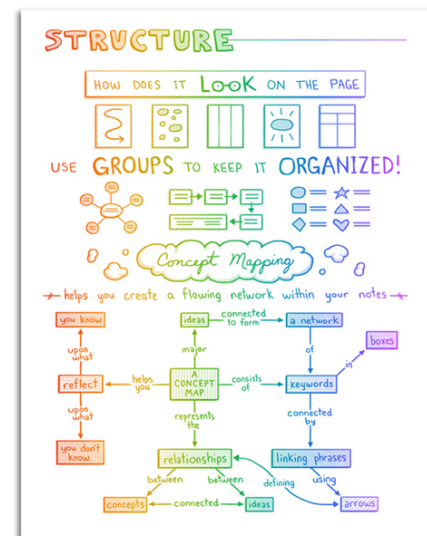 STRUCTURE
HOW DOES IT LOOK ON THE PAGE
USE GROUPS TO KEEP IT ORGANIZED!
Concept Mapping
helps you create a flowing network within your notes
you know
ideas
connected
to form
a network
boxes
upon
what
major
of
in
reflect
helps
you
A
CONCEPT
MAP
consists
of
keywords
upon
what
represents
the
connected
by
you don't
know
relationships
linking phrases
between
between
defining
using
concepts
connected
ideas
arrows